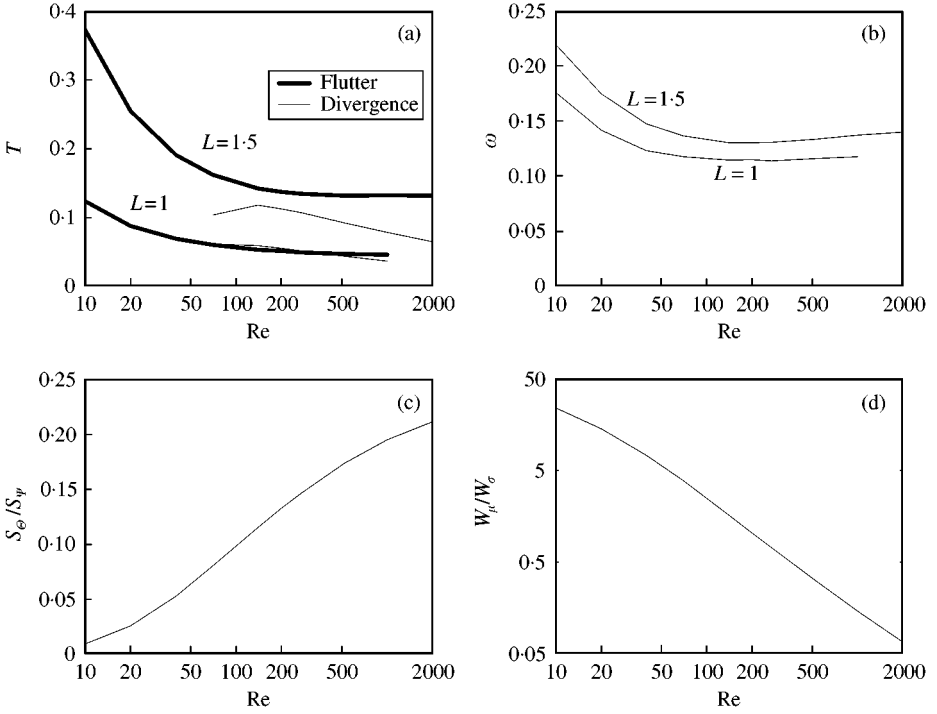 0·4
0·3
0·2
0·1
0
T
(a)
Flutter
Divergence
L=1·5
L=1
10 20 50 100 200 500 2000
Re
0·25
0·20
0·15
0·10
0·05
0
ω
(b)
L=1·5
L=1
10 20 50 100 200 500 2000
Re
0·25
0·20
0·15
0·10
0·05
0
S_Θ/S_Ψ
(c)
10 20 50 100 200 500 2000
Re
50
5
0·5
0·05
W_μ/W_σ
(d)
10 20 50 100 200 500 2000
Re